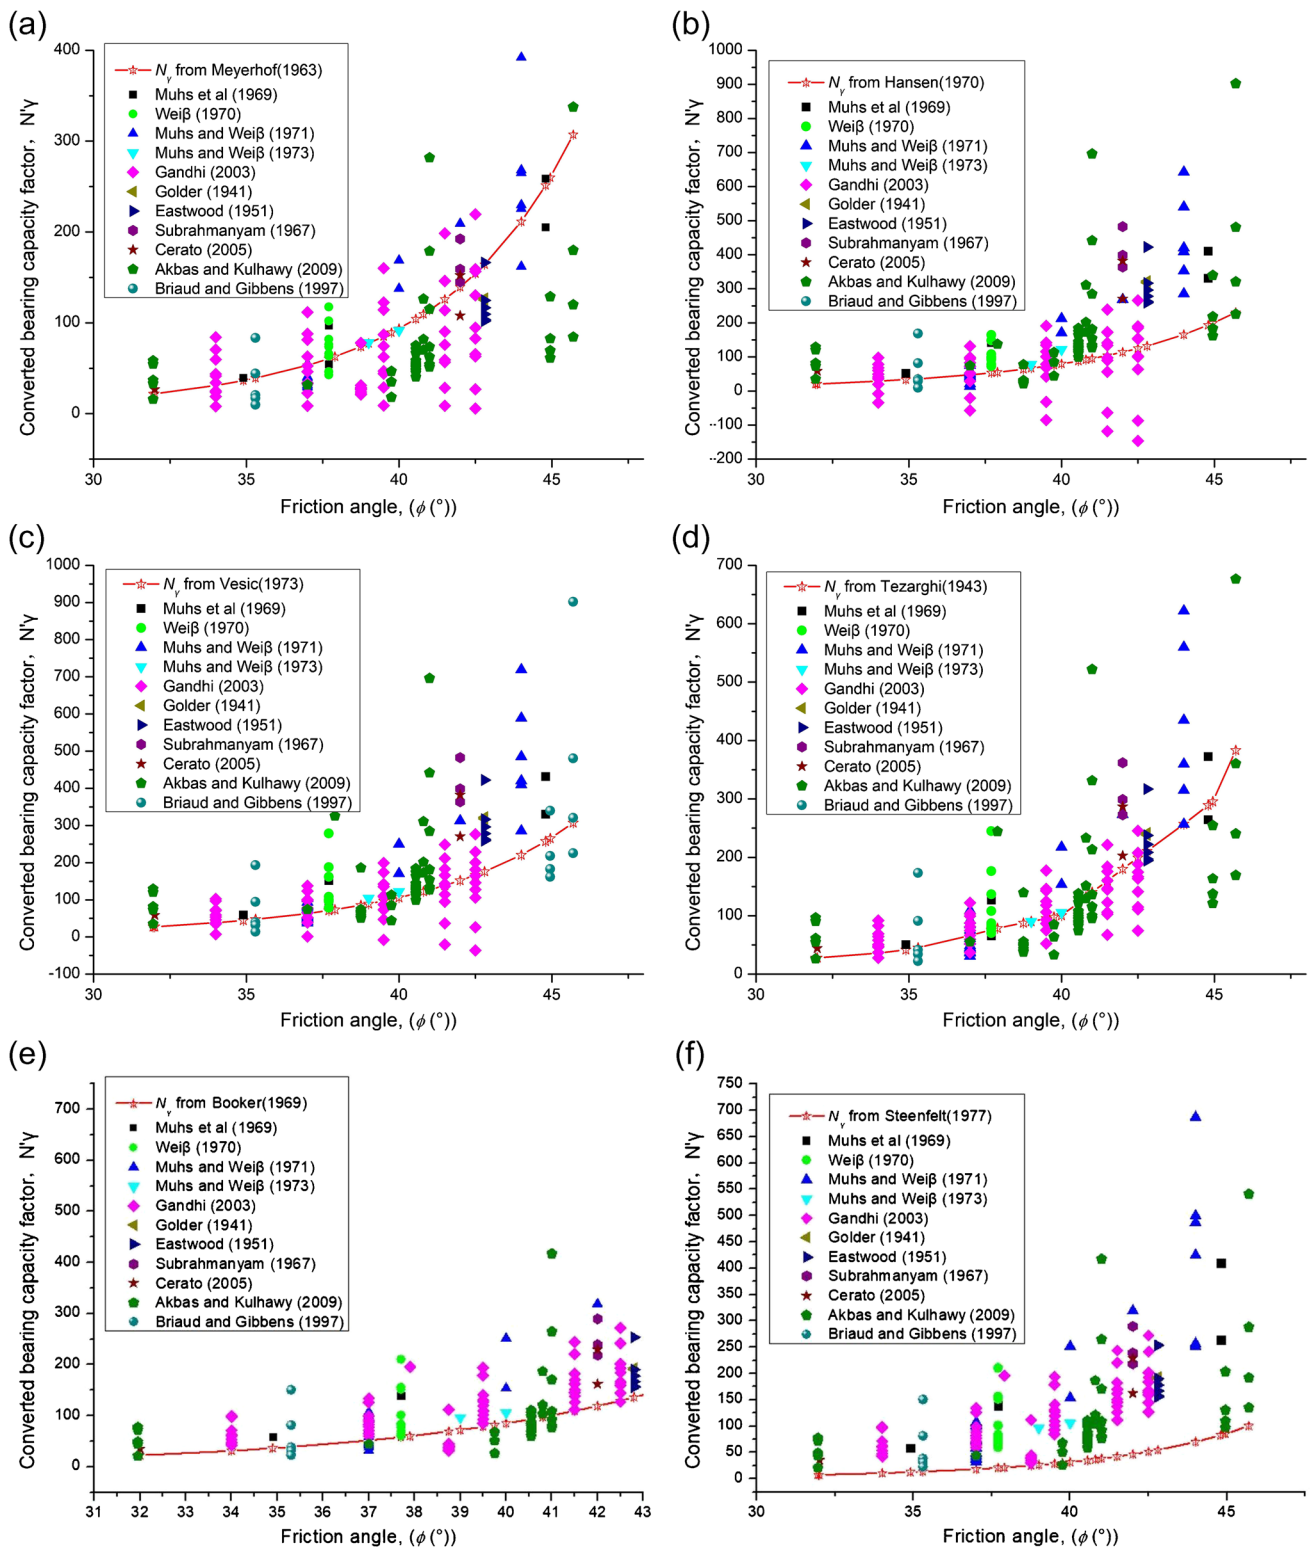 (a)
Converted bearing capacity factor, N'γ
400
300
200
100
0
30 35 40 45
Friction angle, (ϕ (°))
Nγ from Meyerhof(1963)
Muhs et al (1969)
Weiβ (1970)
Muhs and Weiβ (1971)
Muhs and Weiβ (1973)
Gandhi (2003)
Golder (1941)
Eastwood (1951)
Subrahmanyam (1967)
Cerato (2005)
Akbas and Kulhawy (2009)
Briaud and Gibbens (1997)
(b)
Converted bearing capacity factor, N'γ
1000
900
800
700
600
500
400
300
200
100
0
-100
-200
30 35 40 45
Friction angle, (ϕ (°))
Nγ from Hansen(1970)
Muhs et al (1969)
Weiβ (1970)
Muhs and Weiβ (1971)
Muhs and Weiβ (1973)
Gandhi (2003)
Golder (1941)
Eastwood (1951)
Subrahmanyam (1967)
Cerato (2005)
Akbas and Kulhawy (2009)
Briaud and Gibbens (1997)
(c)
Converted bearing capacity factor, N'γ
1000
900
800
700
600
500
400
300
200
100
0
-100
30 35 40 45
Friction angle, (ϕ (°))
Nγ from Vesic(1973)
Muhs et al (1969)
Weiβ (1970)
Muhs and Weiβ (1971)
Muhs and Weiβ (1973)
Gandhi (2003)
Golder (1941)
Eastwood (1951)
Subrahmanyam (1967)
Cerato (2005)
Akbas and Kulhawy (2009)
Briaud and Gibbens (1997)
(d)
Converted bearing capacity factor, N'γ
700
600
500
400
300
200
100
0
30 35 40 45
Friction angle, (ϕ (°))
Nγ from Tezarghi(1943)
Muhs et al (1969)
Weiβ (1970)
Muhs and Weiβ (1971)
Muhs and Weiβ (1973)
Gandhi (2003)
Golder (1941)
Eastwood (1951)
Subrahmanyam (1967)
Cerato (2005)
Akbas and Kulhawy (2009)
Briaud and Gibbens (1997)
(e)
Converted bearing capacity factor, N'γ
700
600
500
400
300
200
100
0
31 32 33 34 35 36 37 38 39 40 41 42 43
Friction angle, (ϕ (°))
Nγ from Booker(1969)
Muhs et al (1969)
Weiβ (1970)
Muhs and Weiβ (1971)
Muhs and Weiβ (1973)
Gandhi (2003)
Golder (1941)
Eastwood (1951)
Subrahmanyam (1967)
Cerato (2005)
Akbas and Kulhawy (2009)
Briaud and Gibbens (1997)
(f)
Converted bearing capacity factor, N'γ
750
700
650
600
550
500
450
400
350
300
250
200
150
100
50
0
30 35 40 45
Friction angle, (ϕ (°))
Nγ from Steenfelt(1977)
Muhs et al (1969)
Weiβ (1970)
Muhs and Weiβ (1971)
Muhs and Weiβ (1973)
Gandhi (2003)
Golder (1941)
Eastwood (1951)
Subrahmanyam (1967)
Cerato (2005)
Akbas and Kulhawy (2009)
Briaud and Gibbens (1997)